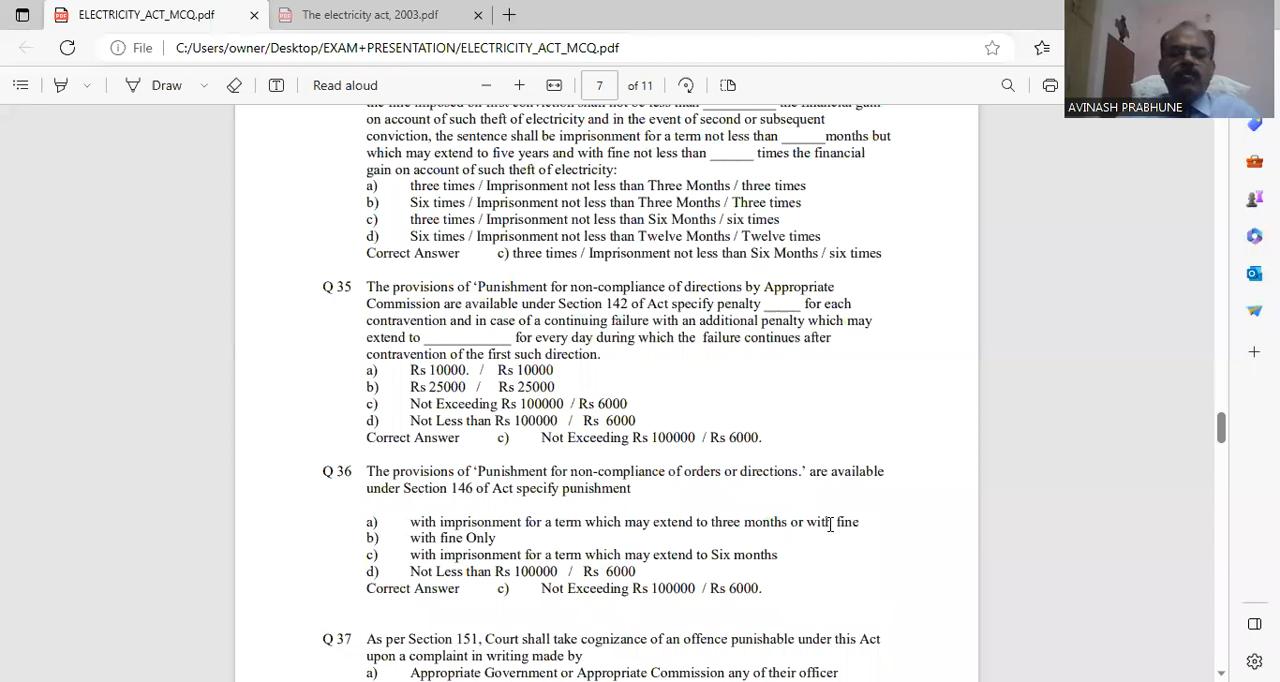 ELECTRICITY_ACT_MCQ.pdf
The electricity act, 2003.pdf
File
C:/Users/owner/Desktop/EXAM+PRESENTATION/ELECTRICITY_ACT_MCQ.pdf
Draw
Read aloud
7 of 11
AVINASH PRABHUNE
the fine imposed on first conviction shall not be less than ___________ the financial gain
on account of such theft of electricity and in the event of second or subsequent
conviction, the sentence shall be imprisonment for a term not less than ______months but
which may extend to five years and with fine not less than ______ times the financial
gain on account of such theft of electricity:
a) three times / Imprisonment not less than Three Months / three times
b) Six times / Imprisonment not less than Three Months / Three times
c) three times / Imprisonment not less than Six Months / six times
d) Six times / Imprisonment not less than Twelve Months / Twelve times
Correct Answer c) three times / Imprisonment not less than Six Months / six times
Q 35 The provisions of ‘Punishment for non-compliance of directions by Appropriate
Commission are available under Section 142 of Act specify penalty _____ for each
contravention and in case of a continuing failure with an additional penalty which may
extend to ____________ for every day during which the failure continues after
contravention of the first such direction.
a) Rs 10000. / Rs 10000
b) Rs 25000 / Rs 25000
c) Not Exceeding Rs 100000 / Rs 6000
d) Not Less than Rs 100000 / Rs 6000
Correct Answer c) Not Exceeding Rs 100000 / Rs 6000.
Q 36 The provisions of ‘Punishment for non-compliance of orders or directions.’ are available
under Section 146 of Act specify punishment
a) with imprisonment for a term which may extend to three months or with fine
b) with fine Only
c) with imprisonment for a term which may extend to Six months
d) Not Less than Rs 100000 / Rs 6000
Correct Answer c) Not Exceeding Rs 100000 / Rs 6000.
Q 37 As per Section 151, Court shall take cognizance of an offence punishable under this Act
upon a complaint in writing made by
a) Appropriate Government or Appropriate Commission any of their officer